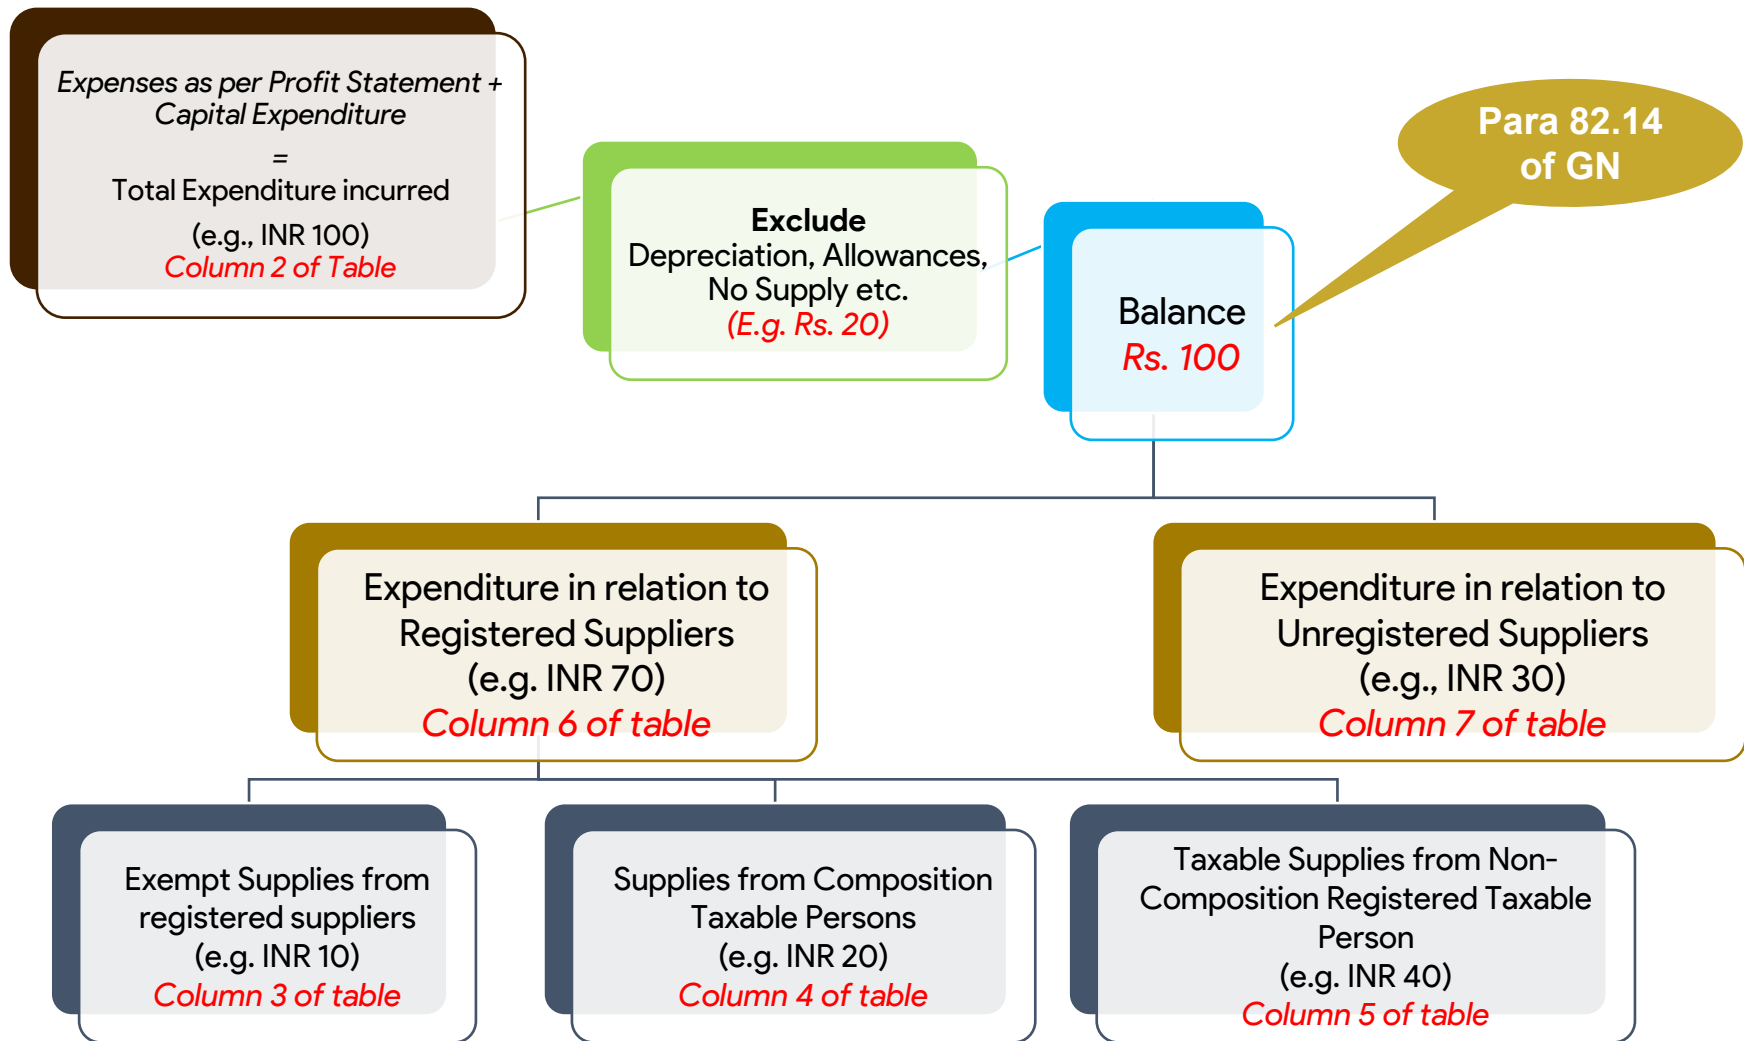 Expenses as per Profit Statement +
Capital Expenditure
=
Total Expenditure incurred
(e.g., INR 100)
Column 2 of Table
Exclude
Depreciation, Allowances,
No Supply etc.
(E.g. Rs. 20)
Balance
Rs. 100
Para 82.14
of GN
Expenditure in relation to
Registered Suppliers
(e.g. INR 70)
Column 6 of table
Expenditure in relation to
Unregistered Suppliers
(e.g., INR 30)
Column 7 of table
Exempt Supplies from
registered suppliers
(e.g. INR 10)
Column 3 of table
Supplies from Composition
Taxable Persons
(e.g. INR 20)
Column 4 of table
Taxable Supplies from Non-
Composition Registered Taxable
Person
(e.g. INR 40)
Column 5 of table